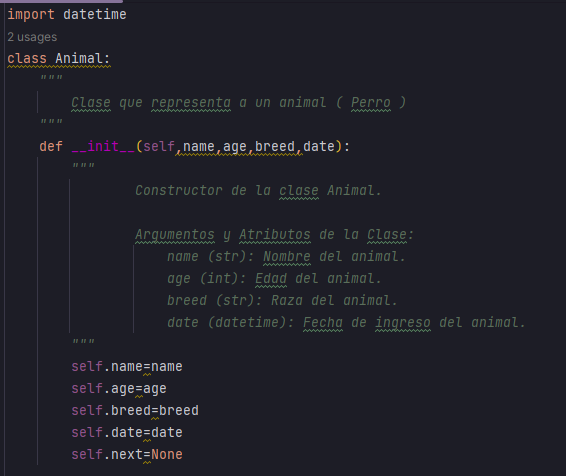 import datetime
2 usages
class Animal:
    """
        Clase que representa a un animal ( Perro )
    """
    def __init__(self,name,age,breed,date):
        """
                Constructor de la clase Animal.

                Argumentos y Atributos de la Clase:
                    name (str): Nombre del animal.
                    age (int): Edad del animal.
                    breed (str): Raza del animal.
                    date (datetime): Fecha de ingreso del animal.
        """
        self.name=name
        self.age=age
        self.breed=breed
        self.date=date
        self.next=None